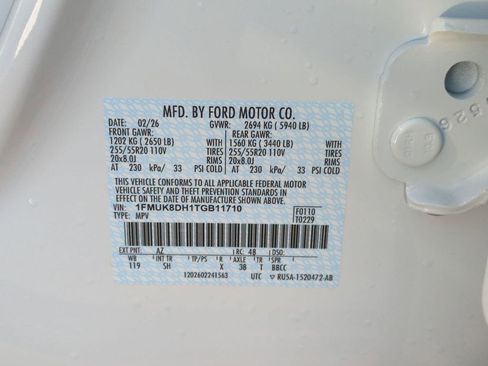 MFD. BY FORD MOTOR CO.
DATE: 02/26 GVWR: 2694 KG ( 5940 LB)
FRONT GAWR: REAR GAWR:
1202 KG ( 2650 LB) WITH 1560 KG ( 3440 LB) WITH
255/55R20 110V TIRES 255/55R20 110V TIRES
20x8.0J RIMS 20x8.0J RIMS
AT 230 kPa/ 33 PSI COLD AT 230 kPa/ 33 PSI COLD
THIS VEHICLE CONFORMS TO ALL APPLICABLE FEDERAL MOTOR
VEHICLE SAFETY AND THEFT PREVENTION STANDARDS IN
EFFECT ON THE DATE OF MANUFACTURE SHOWN ABOVE.
VIN: 1FMUK8DH1TGB11710 F0110
TYPE: MPV T0229
EXT PNT: AZ RC: 48 DSO:
WB INT TR TP/PS R AXLE TR SPR
119 SH 38 T BBCC
1202602241563 UTC ▽ RU5A-1520472-AB
526